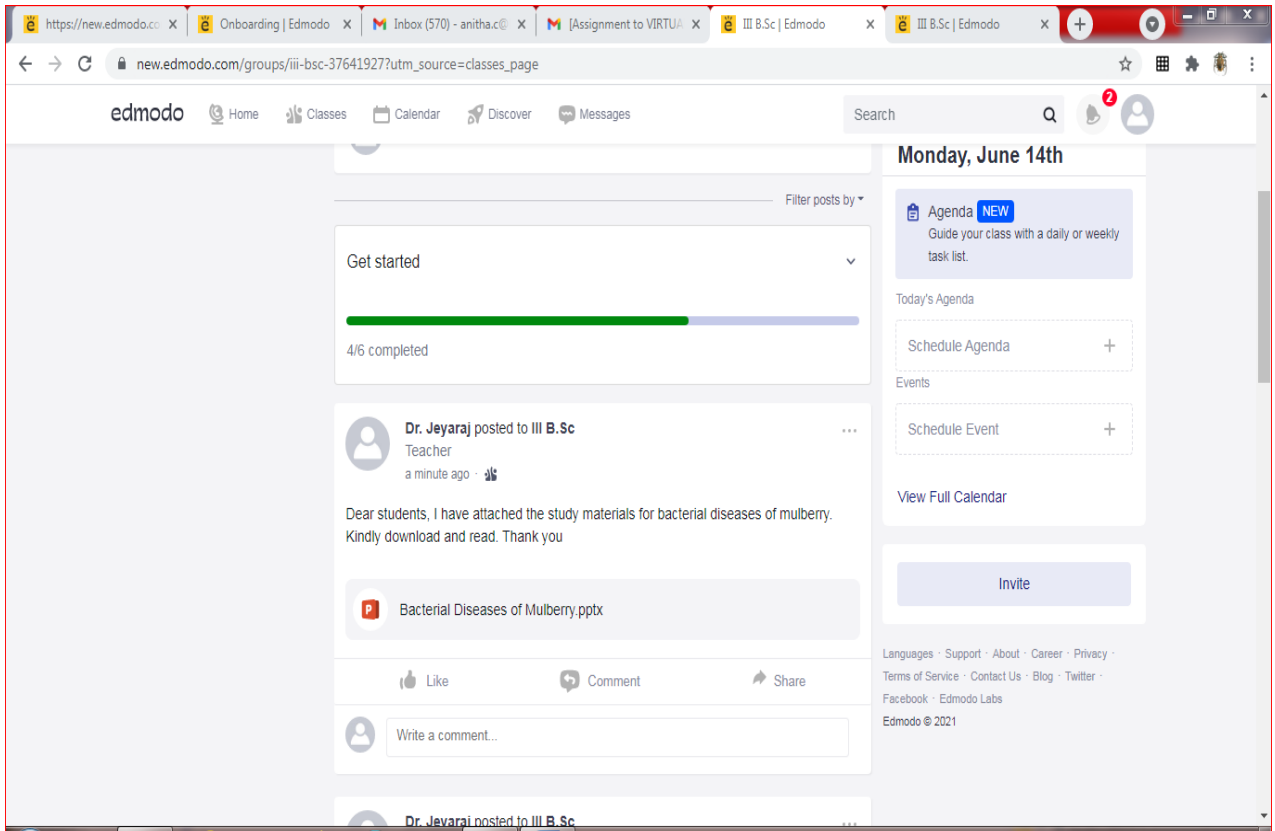 https://new.edmodo.co
Onboarding | Edmodo
Inbox (570) - anitha.c@
[Assignment to VIRTUA
III B.Sc | Edmodo
III B.Sc | Edmodo
new.edmodo.com/groups/iii-bsc-37641927?utm_source=classes_page
edmodo
Home
Classes
Calendar
Discover
Messages
Search
2
Monday, June 14th
Filter posts by
Agenda NEW
Guide your class with a daily or weekly
task list.
Get started
4/6 completed
Today's Agenda
Schedule Agenda
Events
Schedule Event
View Full Calendar
Dr. Jeyaraj posted to III B.Sc
Teacher
a minute ago ·
Dear students, I have attached the study materials for bacterial diseases of mulberry.
Kindly download and read. Thank you
Bacterial Diseases of Mulberry.pptx
Like
Comment
Share
Write a comment...
Invite
Languages · Support · About · Career · Privacy ·
Terms of Service · Contact Us · Blog · Twitter ·
Facebook · Edmodo Labs
Edmodo © 2021
Dr. Jeyaraj posted to III B.Sc